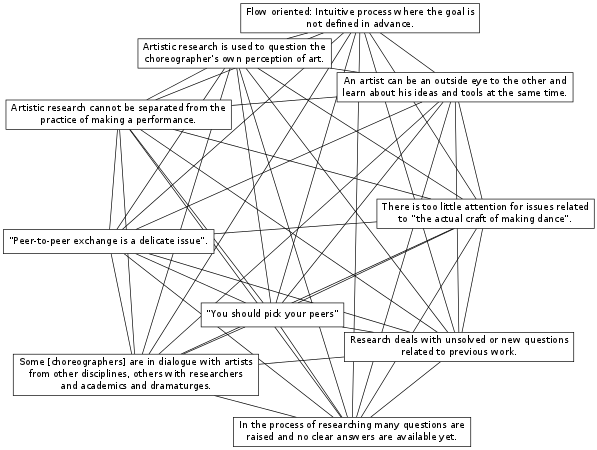 Flow oriented: Intuitive process where the goal is
not defined in advance.
Artistic research is used to question the
choreographer's own perception of art.
An artist can be an outside eye to the other and
learn about his ideas and tools at the same time.
Artistic research cannot be separated from the
practice of making a performance.
There is too little attention for issues related
to "the actual craft of making dance".
"Peer-to-peer exchange is a delicate issue".
"You should pick your peers"
Research deals with unsolved or new questions
related to previous work.
Some [choreographers] are in dialogue with artists
from other disciplines, others with researchers
and academics and dramaturges.
In the process of researching many questions are
raised and no clear answers are available yet.